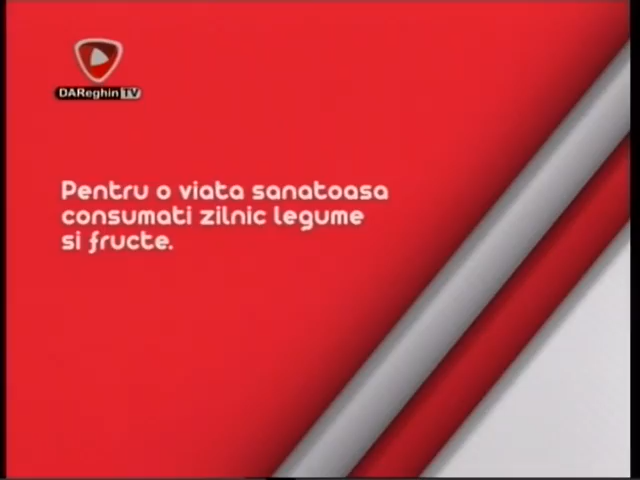 DAReghin TV
Pentru o viata sanatoasa
consumati zilnic legume
si fructe.